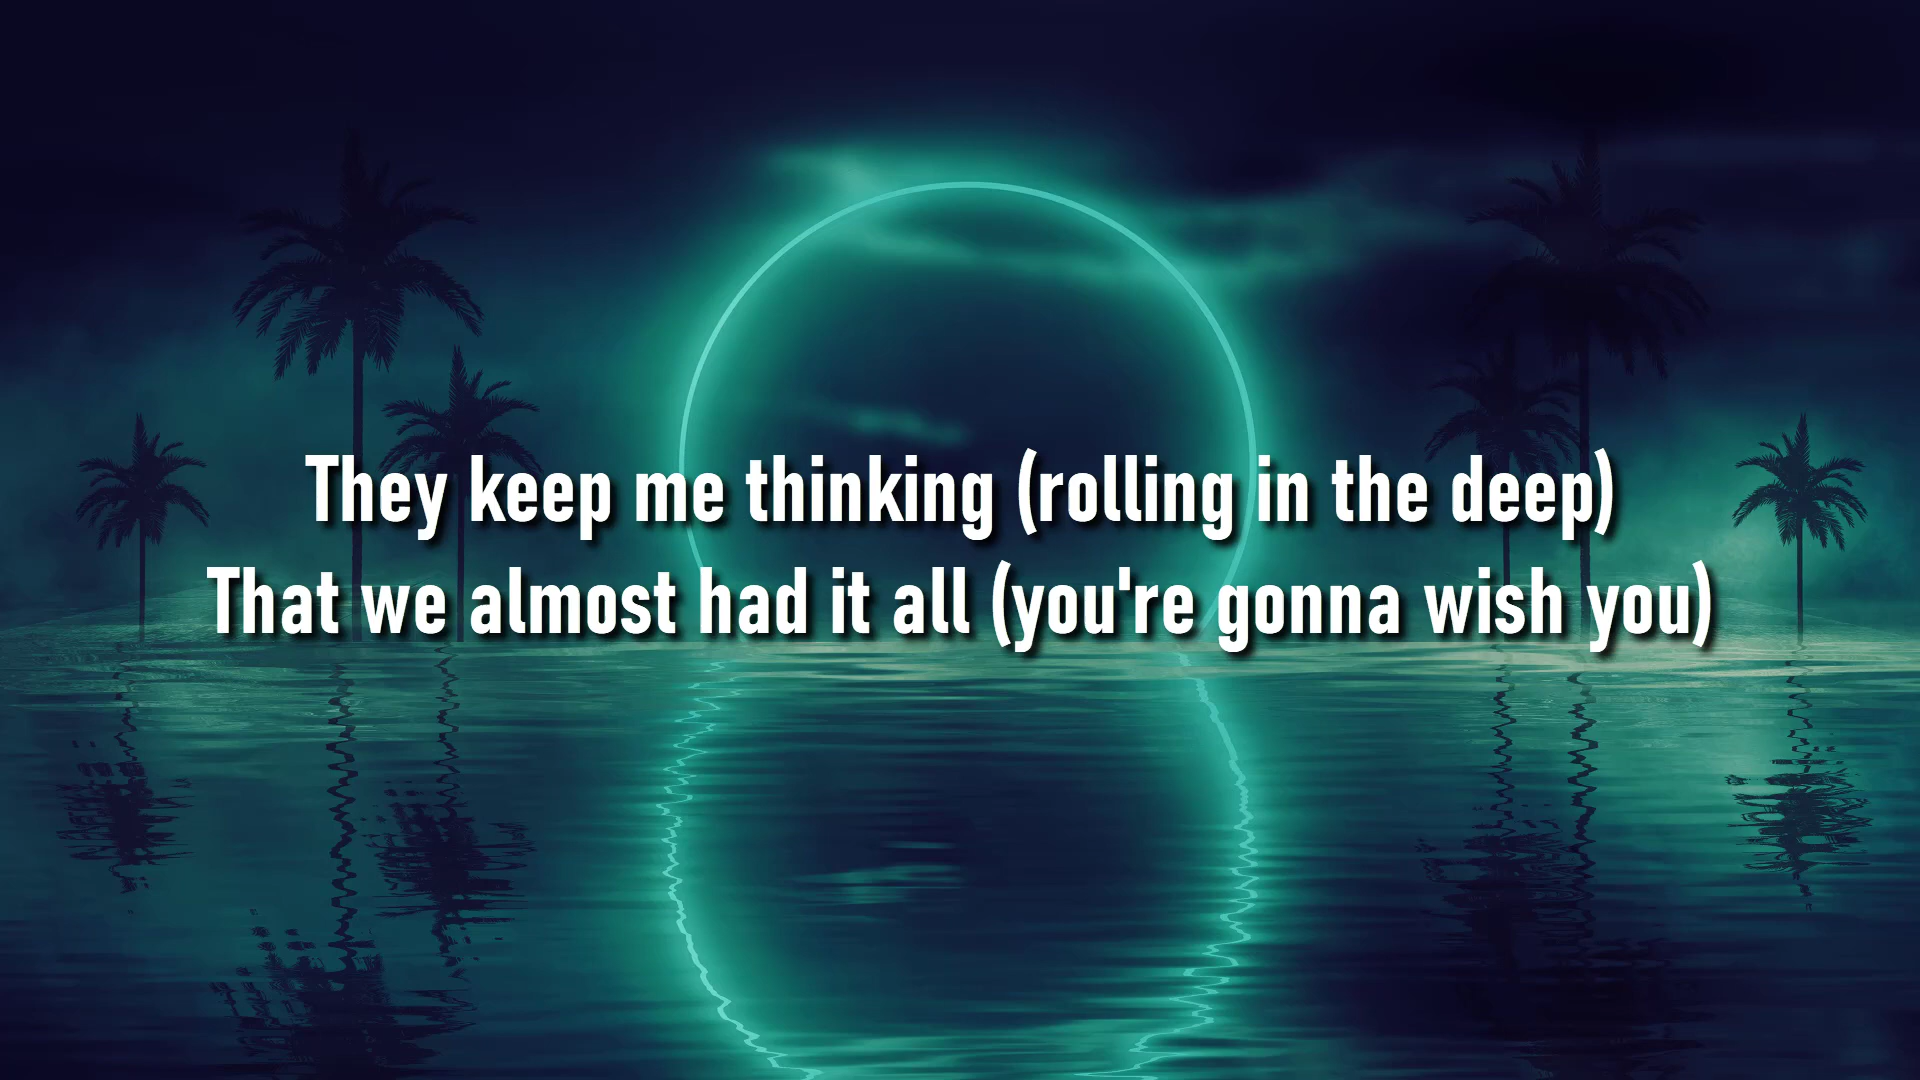 They keep me thinking (rolling in the deep)
That we almost had it all (you're gonna wish you)